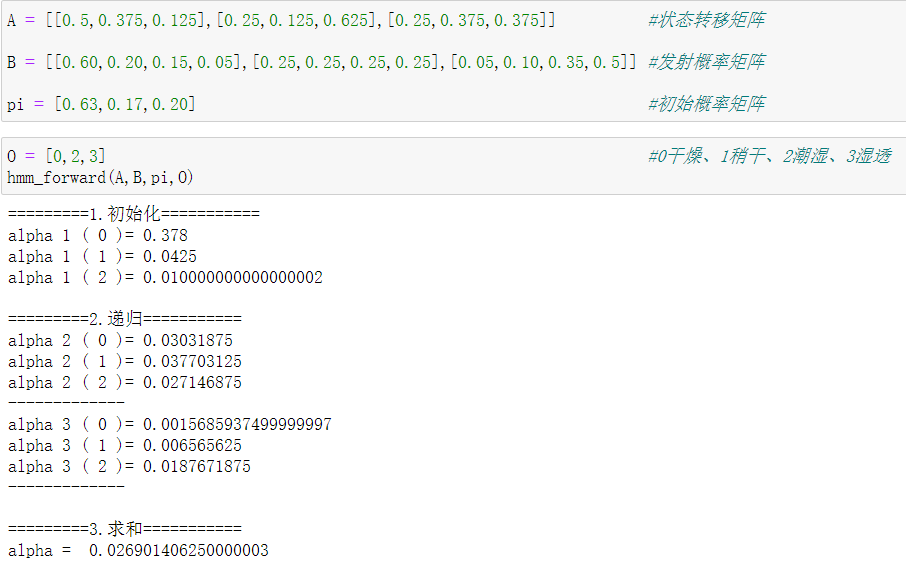 A = [[0.5,0.375,0.125],[0.25,0.125,0.625],[0.25,0.375,0.375]] #状态转移矩阵
B = [[0.60,0.20,0.15,0.05],[0.25,0.25,0.25,0.25],[0.05,0.10,0.35,0.5]] #发射概率矩阵
pi = [0.63,0.17,0.20] #初始概率矩阵
O = [0,2,3] #0干燥、1稍干、2潮湿、3湿透
hmm_forward(A,B,pi,O)
=========1.初始化===========
alpha 1 ( 0 )= 0.378
alpha 1 ( 1 )= 0.0425
alpha 1 ( 2 )= 0.010000000000000002
=========2.递归===========
alpha 2 ( 0 )= 0.03031875
alpha 2 ( 1 )= 0.037703125
alpha 2 ( 2 )= 0.027146875
-------------
alpha 3 ( 0 )= 0.0015685937499999997
alpha 3 ( 1 )= 0.006565625
alpha 3 ( 2 )= 0.0187671875
-------------
=========3.求和===========
alpha =  0.026901406250000003